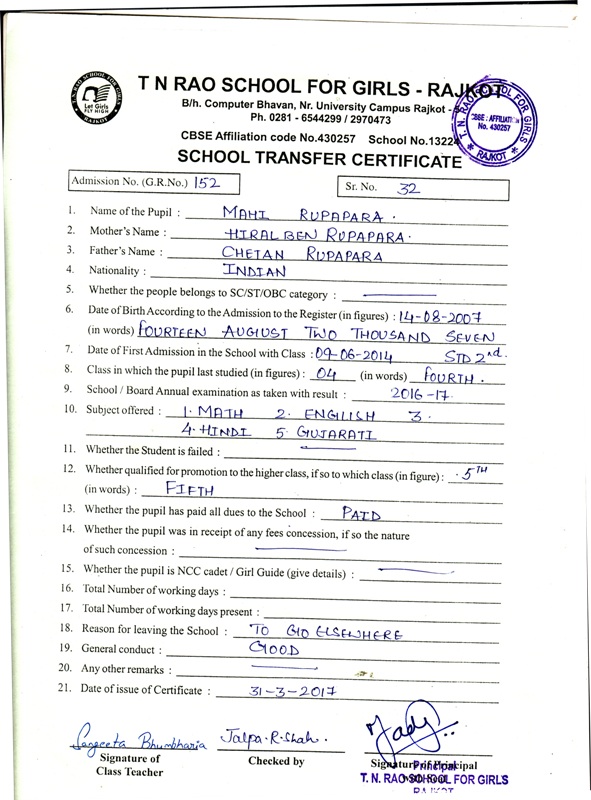 T. N. RAO SCHOOL FOR GIRLS
Let Girls
FLY HIGH
RAJKOT
T N RAO SCHOOL FOR GIRLS - RAJKOT
B/h. Computer Bhavan, Nr. University Campus Rajkot -
Ph. 0281 - 6544299 / 2970473
CBSE Affiliation code No.430257 School No.13224
T. N. RAO SCHOOL FOR GIRLS
CBSE : AFFILIATION
No. 430257
RAJKOT
SCHOOL TRANSFER CERTIFICATE
Admission No. (G.R.No.) 152
Sr. No. 32
1. Name of the Pupil : MAHI RUPAPARA.
2. Mother's Name : HIRALBEN RUPAPARA.
3. Father's Name : CHETAN RUPAPARA
4. Nationality : INDIAN
5. Whether the people belongs to SC/ST/OBC category :
6. Date of Birth According to the Admission to the Register (in figures) : 14-08-2007
(in words) FOURTEEN AUGUST TWO THOUSAND SEVEN
7. Date of First Admission in the School with Class : 09-06-2014 STD 2nd.
8. Class in which the pupil last studied (in figures) : 04 (in words) FOURTH.
9. School / Board Annual examination as taken with result : 2016-17.
10. Subject offered : 1. MATH 2. ENGLISH 3.
4. HINDI 5. GUJARATI
11. Whether the Student is failed :
12. Whether qualified for promotion to the higher class, if so to which class (in figure) : 5TH
(in words) : FIFTH
13. Whether the pupil has paid all dues to the School : PAID
14. Whether the pupil was in receipt of any fees concession, if so the nature
of such concession :
15. Whether the pupil is NCC cadet / Girl Guide (give details) :
16. Total Number of working days :
17. Total Number of working days present :
18. Reason for leaving the School : TO GO ELSEWHERE
19. General conduct : GOOD
20. Any other remarks :
21. Date of issue of Certificate : 31-3-2017
Sangeeta Bhumbharia Jalpa.R.Shah.
Signature of
Class Teacher
Checked by
Signature of Principal
Principal
T. N. RAO SCHOOL FOR GIRLS
RAJKOT